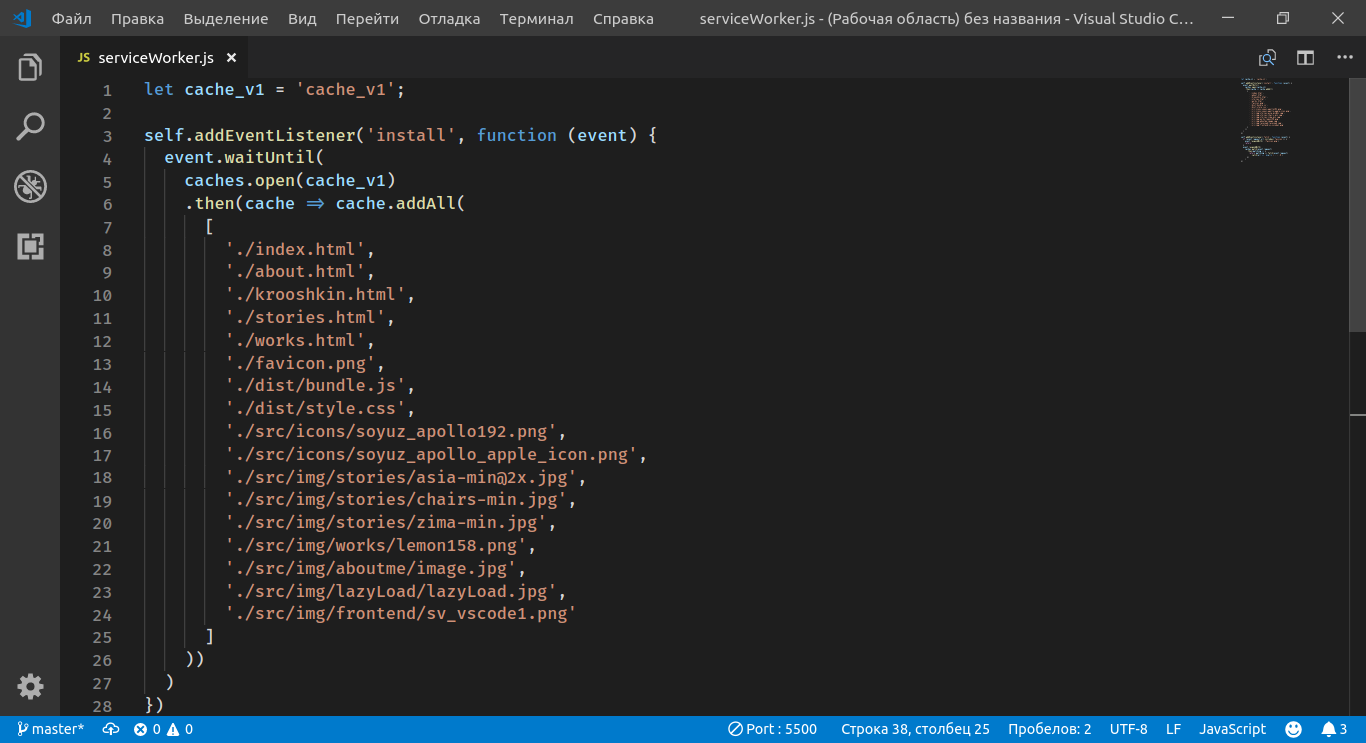 Файл Правка Выделение Вид Перейти Отладка Терминал Справка serviceWorker.js - (Рабочая область) без названия - Visual Studio C...
JS serviceWorker.js
1 let cache_v1 = 'cache_v1';
2
3 self.addEventListener('install', function (event) {
4 event.waitUntil(
5 caches.open(cache_v1)
6 .then(cache => cache.addAll(
7 [
8 './index.html',
9 './about.html',
10 './krooshkin.html',
11 './stories.html',
12 './works.html',
13 './favicon.png',
14 './dist/bundle.js',
15 './dist/style.css',
16 './src/icons/soyuz_apollo192.png',
17 './src/icons/soyuz_apollo_apple_icon.png',
18 './src/img/stories/asia-min@2x.jpg',
19 './src/img/stories/chairs-min.jpg',
20 './src/img/stories/zima-min.jpg',
21 './src/img/works/lemon158.png',
22 './src/img/aboutme/image.jpg',
23 './src/img/lazyLoad/lazyLoad.jpg',
24 './src/img/frontend/sv_vscode1.png'
25 ]
26 ))
27 )
28 })
master* 0 0 Port : 5500 Строка 38, столбец 25 Пробелов: 2 UTF-8 LF JavaScript 3